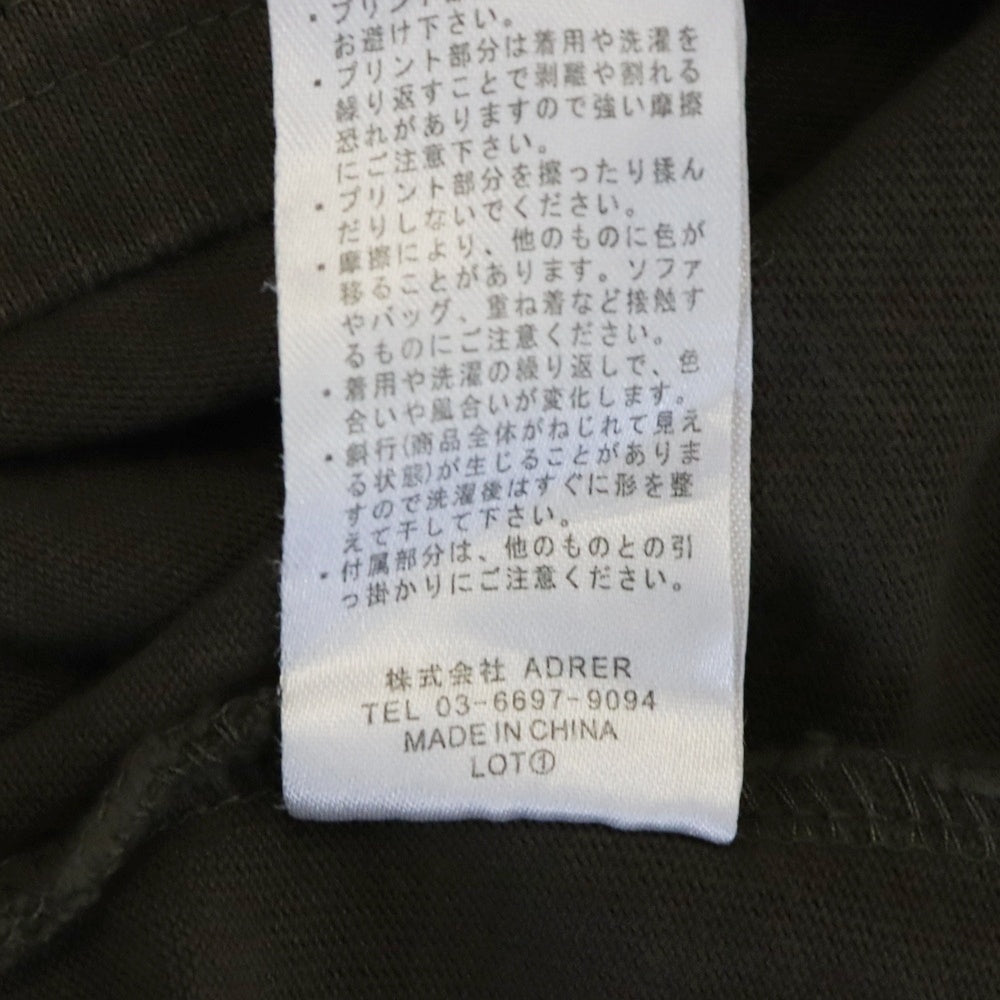 ・プリント
お避け下さい。
・プリント部分は着用や洗濯を
繰り返すことで剥離や割れる
恐れがありますので強い摩擦
にご注意下さい。
・プリント部分を擦ったり揉ん
だりしないでください。
・摩擦により、他のものに色が
移ることがあります。ソファ
やバッグ、重ね着など接触す
るものにご注意ください。
・着用や洗濯の繰り返しで、色
合いや風合いが変化します。
・斜行(商品全体がねじれて見え
る状態)が生じることがありま
すので洗濯後はすぐに形を整
えて干して下さい。
・付属部分は、他のものとの引
っ掛かりにご注意ください。
株式会社 ADRER
TEL 03-6697-9094
MADE IN CHINA
LOT①